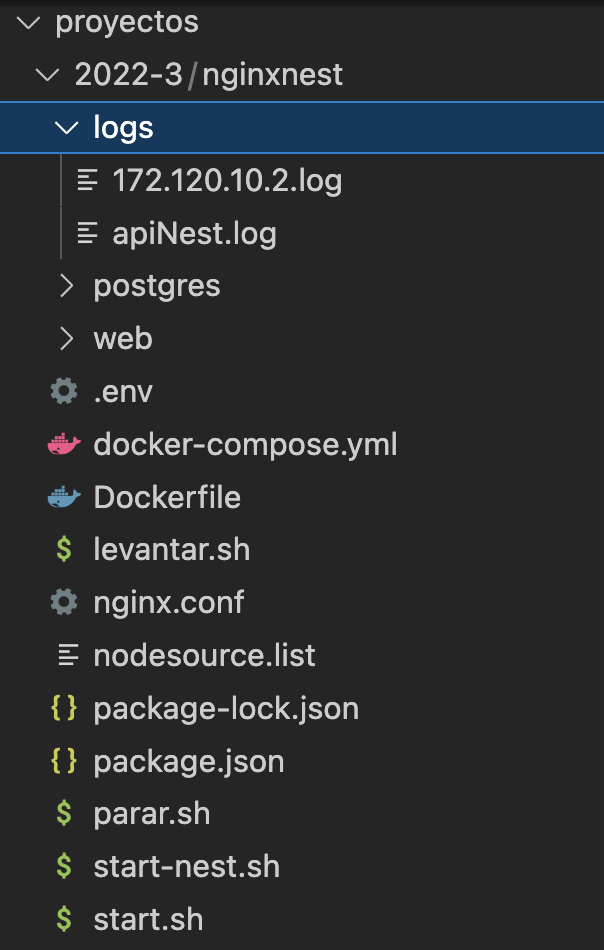 proyectos
2022-3/nginxnest
logs
172.120.10.2.log
apiNest.log
postgres
web
.env
docker-compose.yml
Dockerfile
$ levantar.sh
nginx.conf
nodesource.list
{} package-lock.json
{} package.json
$ parar.sh
$ start-nest.sh
$ start.sh